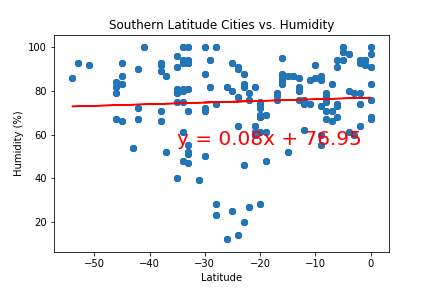 Southern Latitude Cities vs. Humidity
Humidity (%)
100
80
60
40
20
y = 0.08x + 76.95
−50
−40
−30
−20
−10
0
Latitude